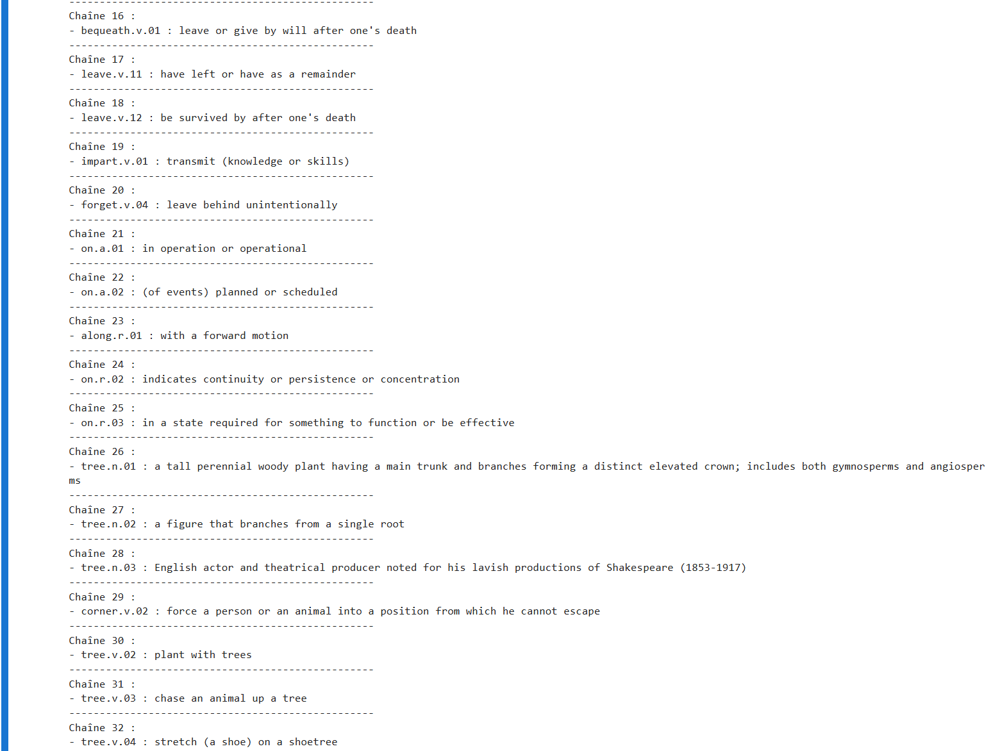 --------------------------------------------------
Chaîne 16 :
- bequeath.v.01 : leave or give by will after one's death
--------------------------------------------------
Chaîne 17 :
- leave.v.11 : have left or have as a remainder
--------------------------------------------------
Chaîne 18 :
- leave.v.12 : be survived by after one's death
--------------------------------------------------
Chaîne 19 :
- impart.v.01 : transmit (knowledge or skills)
--------------------------------------------------
Chaîne 20 :
- forget.v.04 : leave behind unintentionally
--------------------------------------------------
Chaîne 21 :
- on.a.01 : in operation or operational
--------------------------------------------------
Chaîne 22 :
- on.a.02 : (of events) planned or scheduled
--------------------------------------------------
Chaîne 23 :
- along.r.01 : with a forward motion
--------------------------------------------------
Chaîne 24 :
- on.r.02 : indicates continuity or persistence or concentration
--------------------------------------------------
Chaîne 25 :
- on.r.03 : in a state required for something to function or be effective
--------------------------------------------------
Chaîne 26 :
- tree.n.01 : a tall perennial woody plant having a main trunk and branches forming a distinct elevated crown; includes both gymnosperms and angiosper
ms
--------------------------------------------------
Chaîne 27 :
- tree.n.02 : a figure that branches from a single root
--------------------------------------------------
Chaîne 28 :
- tree.n.03 : English actor and theatrical producer noted for his lavish productions of Shakespeare (1853-1917)
--------------------------------------------------
Chaîne 29 :
- corner.v.02 : force a person or an animal into a position from which he cannot escape
--------------------------------------------------
Chaîne 30 :
- tree.v.02 : plant with trees
--------------------------------------------------
Chaîne 31 :
- tree.v.03 : chase an animal up a tree
--------------------------------------------------
Chaîne 32 :
- tree.v.04 : stretch (a shoe) on a shoetree